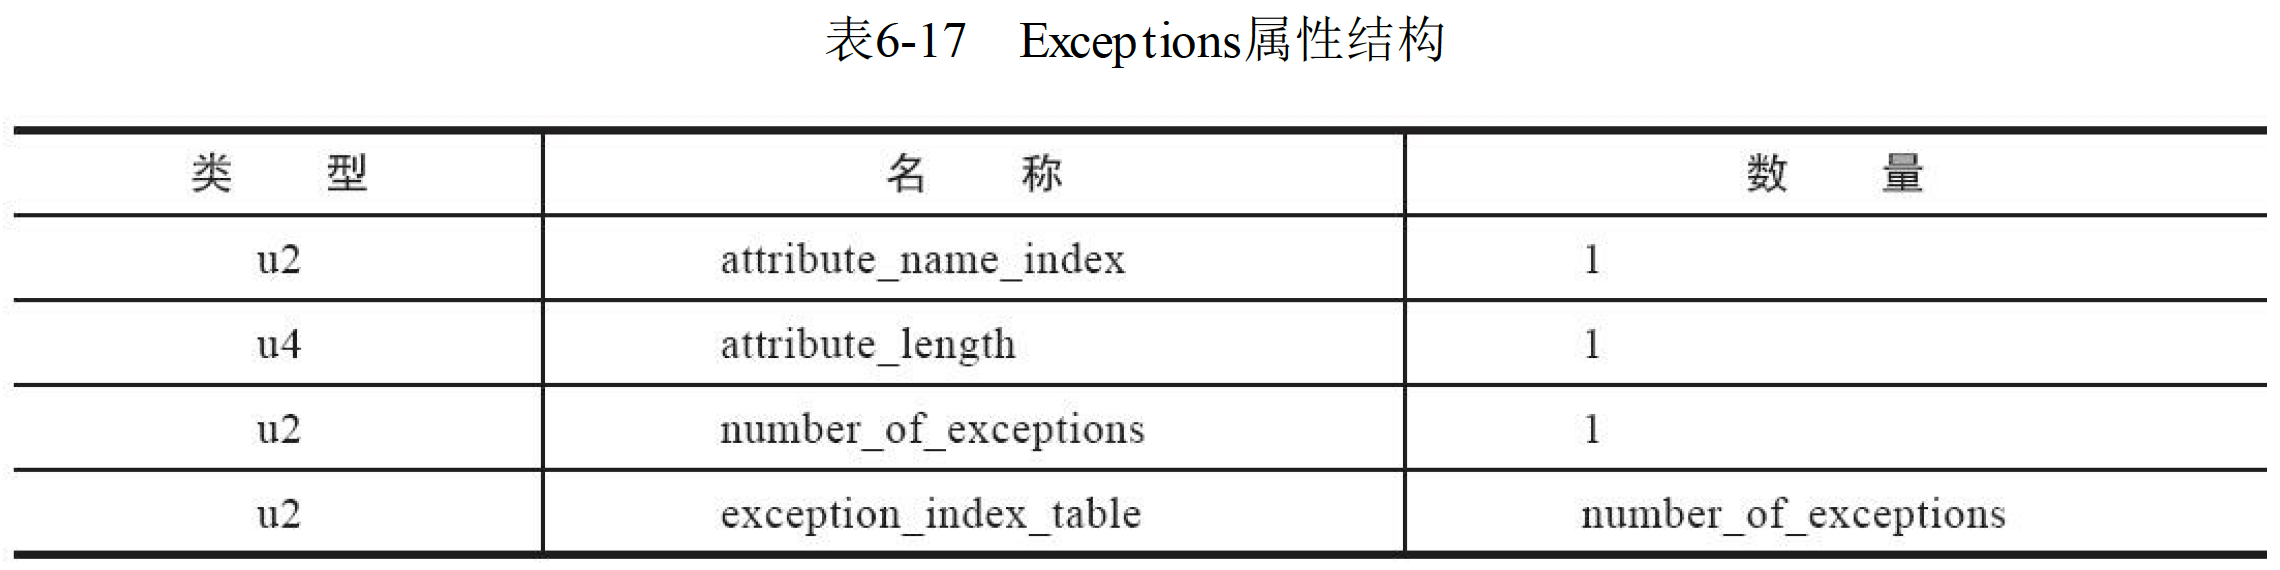 表6-17 Exceptions属性结构
类 型 名 称 数 量
u2 attribute_name_index 1
u4 attribute_length 1
u2 number_of_exceptions 1
u2 exception_index_table number_of_exceptions